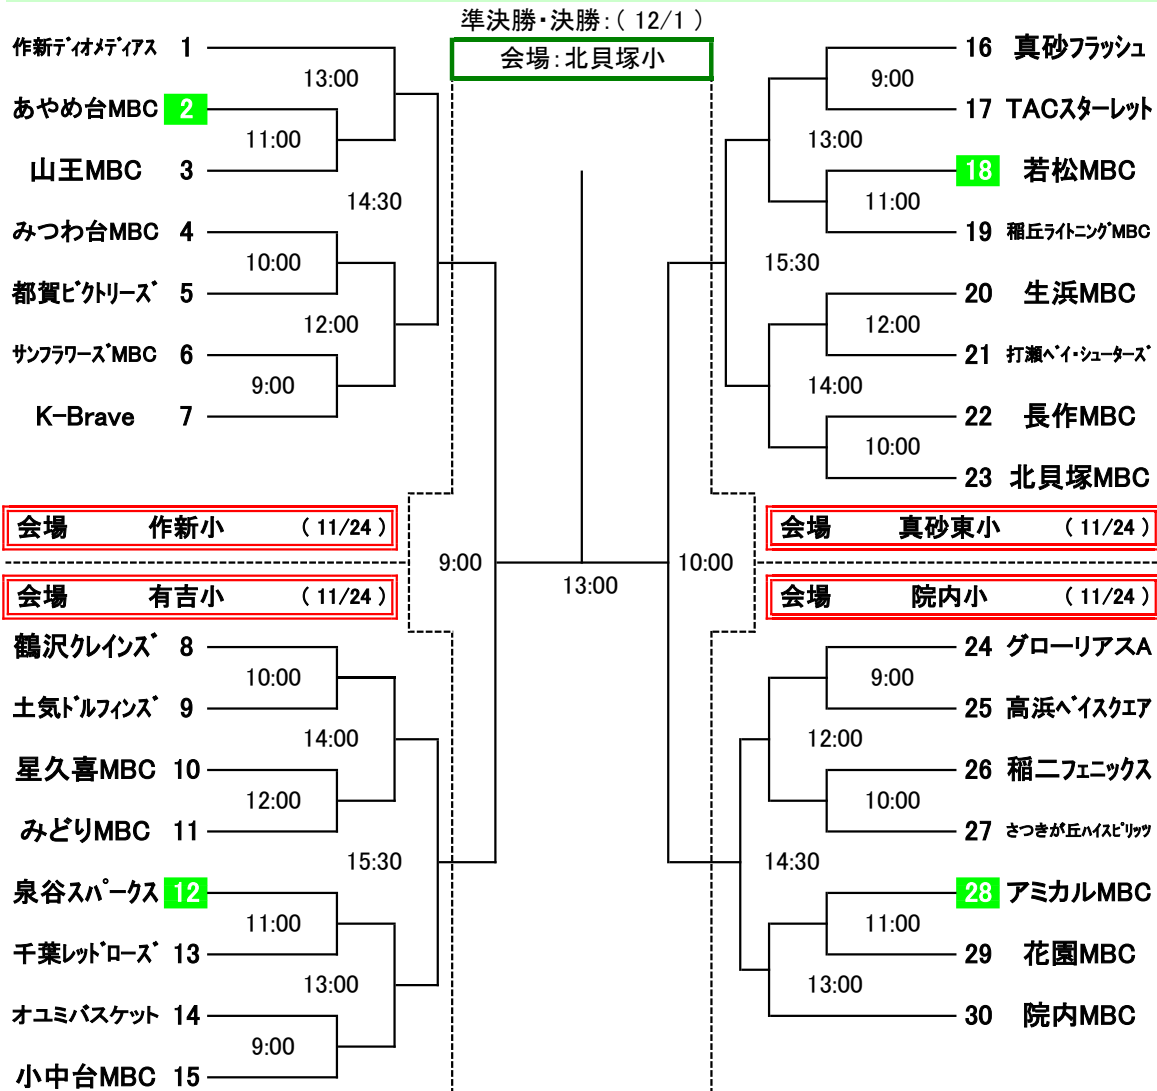 準決勝・決勝:( 12/1 )
会場:北貝塚小
作新ディオメディアス 1
13:00
あやめ台MBC 2
11:00
山王MBC 3
14:30
みつわ台MBC 4
10:00
都賀ビクトリーズ 5
12:00
サンフラワーズMBC 6
9:00
K-Brave 7
会場 作新小 ( 11/24 )
会場 有吉小 ( 11/24 )
鶴沢クレインズ 8
10:00
土気ドルフィンズ 9
14:00
星久喜MBC 10
12:00
みどりMBC 11
15:30
泉谷スパークス 12
11:00
千葉レッドローズ 13
13:00
オユミバスケット 14
9:00
小中台MBC 15
9:00
13:00
10:00
16 真砂フラッシュ
9:00
17 TACスターレット
13:00
18 若松MBC
11:00
19 稲丘ライトニングMBC
15:30
20 生浜MBC
12:00
21 打瀬ベイ・シューターズ
14:00
22 長作MBC
10:00
23 北貝塚MBC
会場 真砂東小 ( 11/24 )
会場 院内小 ( 11/24 )
24 グローリアスA
9:00
25 高浜ベイスクエア
12:00
26 稲二フェニックス
10:00
27 さつきが丘ハイスピリッツ
14:30
28 アミカルMBC
11:00
29 花園MBC
13:00
30 院内MBC